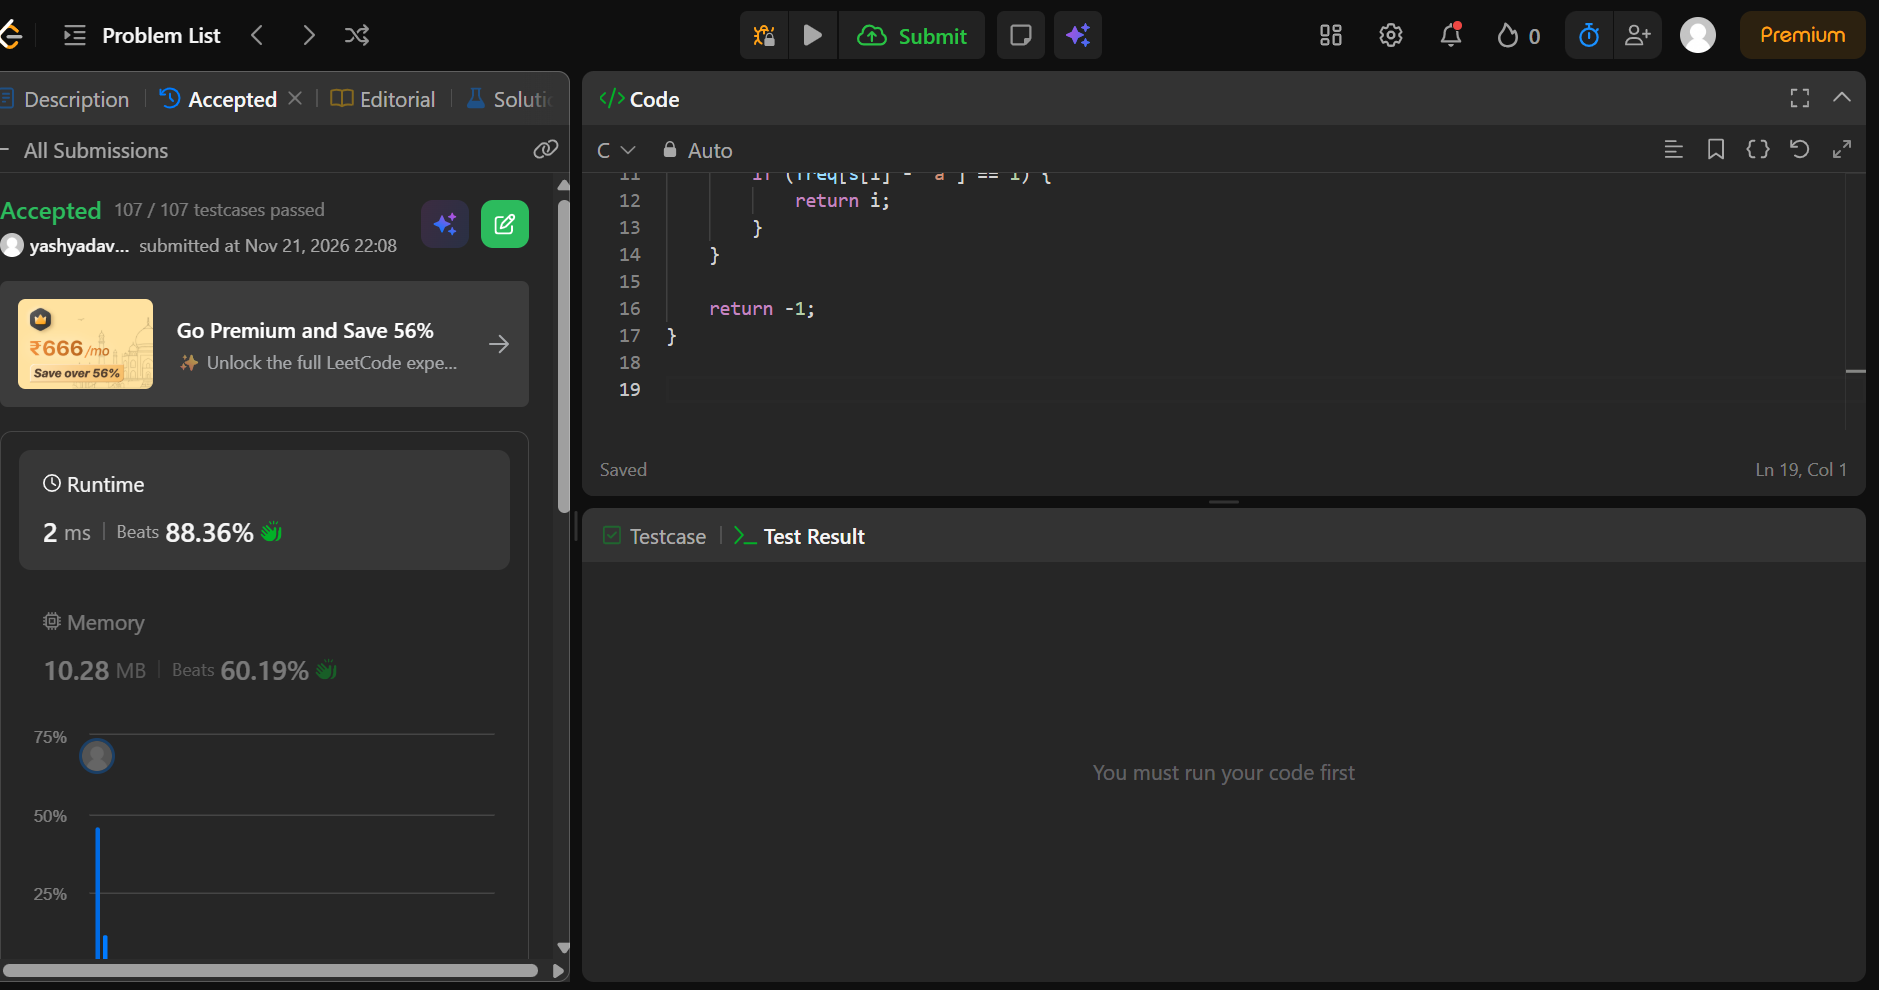 Problem List
Submit
0
Premium
Description
Accepted
Editorial
All Submissions
Accepted 107 / 107 testcases passed
yashyadav... submitted at Nov 21, 2026 22:08
₹666/mo
Save over 56%
Go Premium and Save 56%
Unlock the full LeetCode expe...
Runtime
2 ms Beats 88.36%
Memory
10.28 MB Beats 60.19%
75%
50%
25%
</> Code
C Auto
11 if (freq[s[i] - 'a'] == 1) {
12 return i;
13 }
14 }
15
16 return -1;
17 }
18
19
Saved Ln 19, Col 1
Testcase
Test Result
You must run your code first